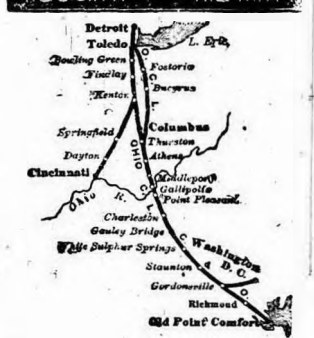 Detroit
Toledo
L. Erie
Bowling Green
Fostoria
Findlay
Bucyrus
Kenton
Columbus
Springfield
Thurston
OHIO
Athens
Dayton
Cincinnati
Middleport
Gallipolis
Ohio R.
Point Pleasant
Charleston
Gauley Bridge
White Sulphur Springs
Washington
D. C.
Staunton
Gordonsville
Richmond
Old Point Comfort